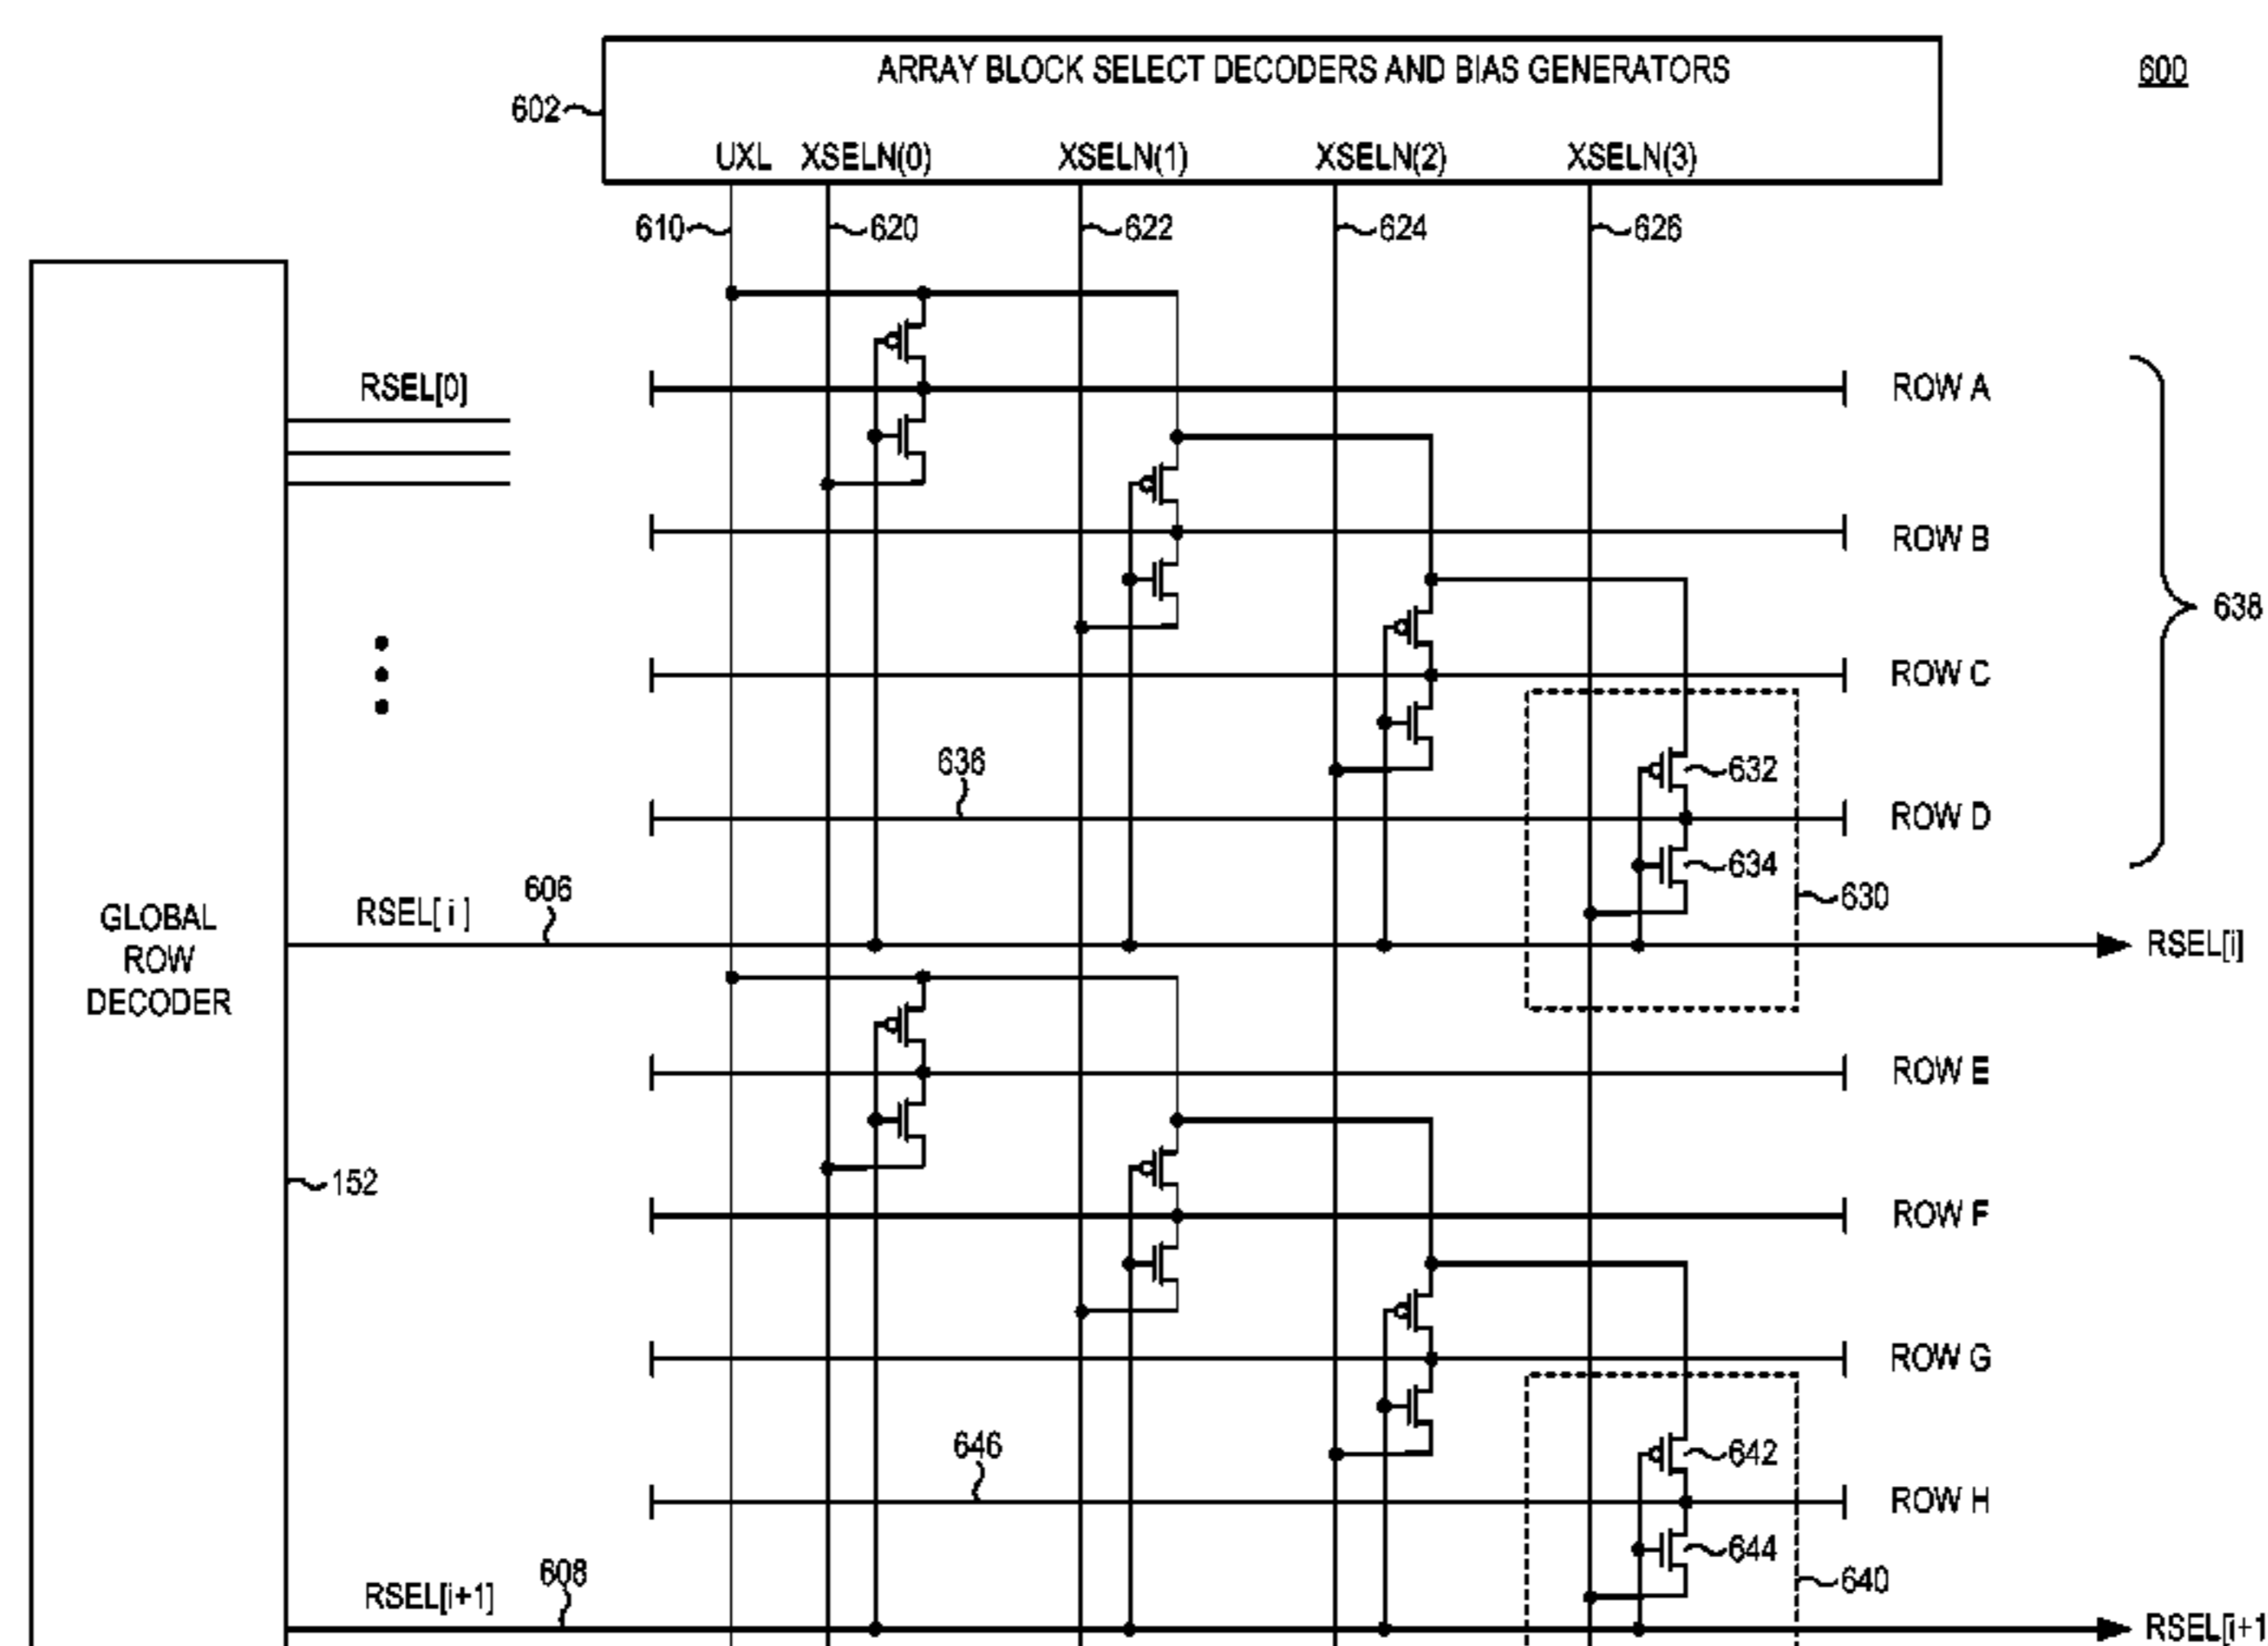 ARRAY BLOCK SELECT DECODERS AND BIAS GENERATORS
600
602
UXL XSELN(0) XSELN(1) XSELN(2) XSELN(3)
610 620 622 624 626
RSEL[0]
ROW A
ROW B
638
ROW C
636
632
ROW D
634
606
630
RSEL[ i ]
RSEL[i]
GLOBAL
ROW
DECODER
ROW E
152
ROW F
ROW G
646
642
ROW H
644
608
640
RSEL[i+1]
RSEL[i+1